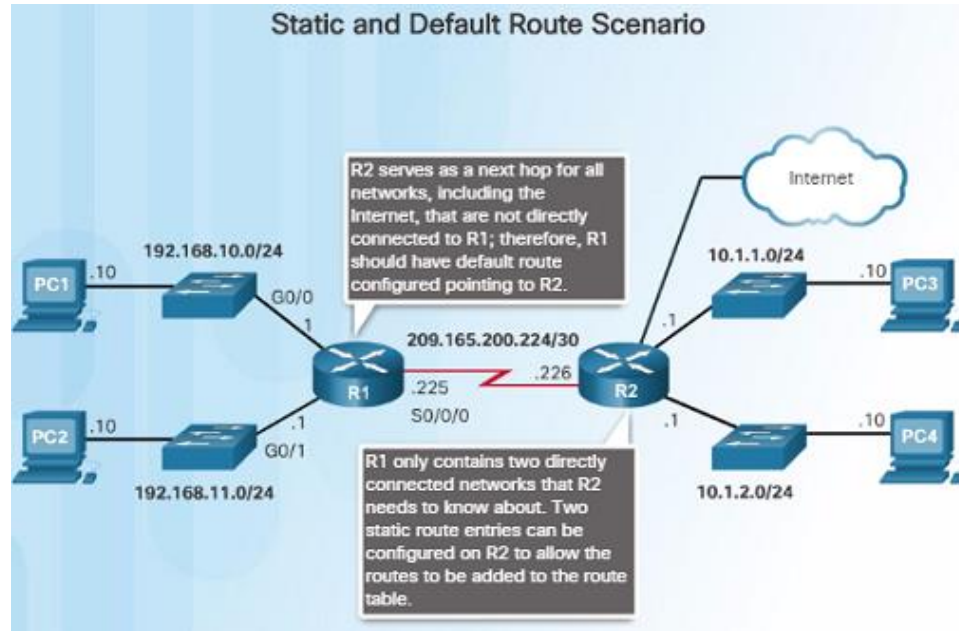 Static and Default Route Scenario
R2 serves as a next hop for all
networks, including the
Internet, that are not directly
connected to R1; therefore, R1
should have default route
configured pointing to R2.
Internet
192.168.10.0/24
10.1.1.0/24
PC1
.10
G0/0
.1
209.165.200.224/30
.1
.10
PC3
R1
.225
S0/0/0
.226
R2
PC2
.10
.1
G0/1
192.168.11.0/24
.1
.10
PC4
10.1.2.0/24
R1 only contains two directly
connected networks that R2
needs to know about. Two
static route entries can be
configured on R2 to allow the
routes to be added to the route
table.